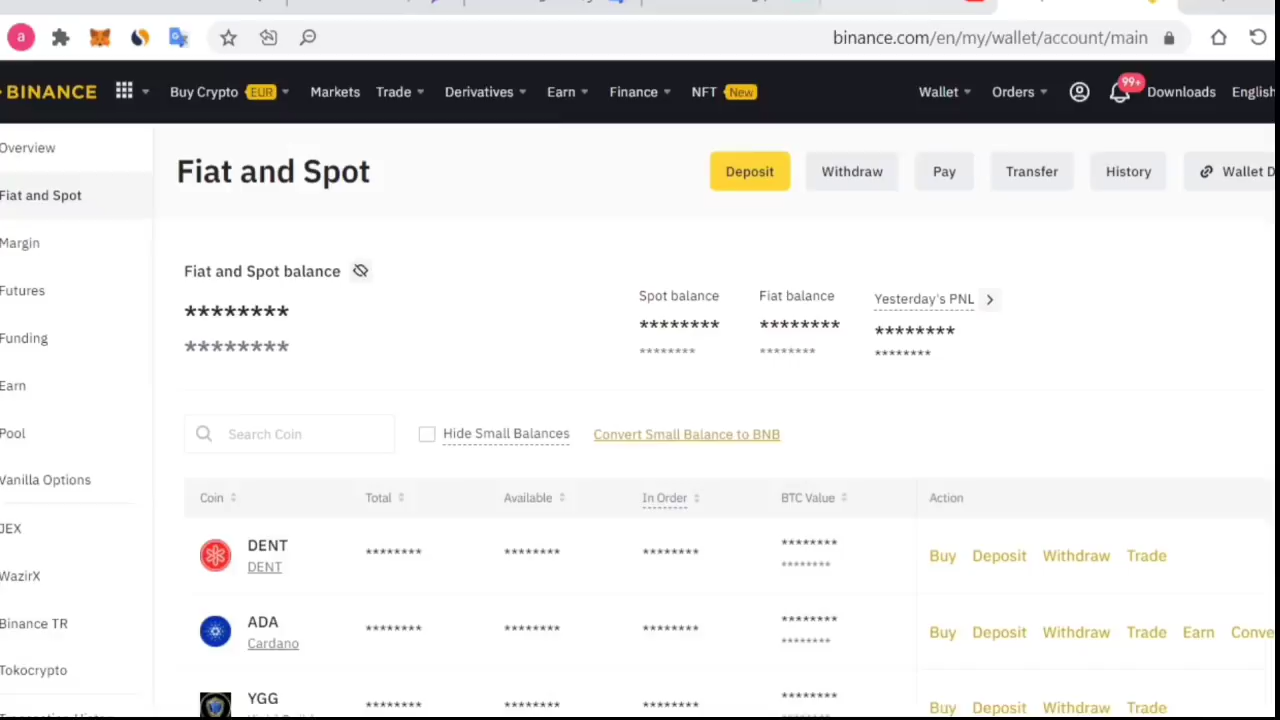 a
binance.com/en/my/wallet/account/main
BINANCE Buy Crypto EUR Markets Trade Derivatives Earn Finance NFT New Wallet Orders 99+ Downloads English
Overview
Fiat and Spot
Margin
Futures
Funding
Earn
Pool
Vanilla Options
JEX
WazirX
Binance TR
Tokocrypto
Fiat and Spot
Deposit Withdraw Pay Transfer History Wallet D
Fiat and Spot balance
********
********
Spot balance Fiat balance Yesterday's PNL
******** ******** ********
******** ******** ********
Search Coin Hide Small Balances Convert Small Balance to BNB
Coin Total Available In Order BTC Value Action
DENT ******** ******** ******** ******** Buy Deposit Withdraw Trade
DENT ********
ADA ******** ******** ******** ******** Buy Deposit Withdraw Trade Earn Conve
Cardano ********
YGG ******** ******** ******** ******** Buy Deposit Withdraw Trade